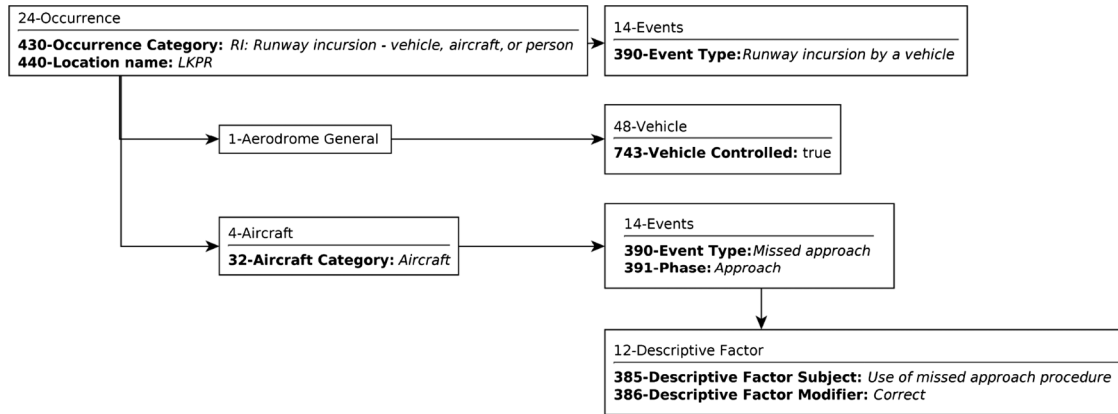 24-Occurrence
430-Occurrence Category: RI: Runway incursion - vehicle, aircraft, or person
440-Location name: LKPR
14-Events
390-Event Type:Runway incursion by a vehicle
1-Aerodrome General
48-Vehicle
743-Vehicle Controlled: true
4-Aircraft
32-Aircraft Category: Aircraft
14-Events
390-Event Type:Missed approach
391-Phase: Approach
12-Descriptive Factor
385-Descriptive Factor Subject: Use of missed approach procedure
386-Descriptive Factor Modifier: Correct